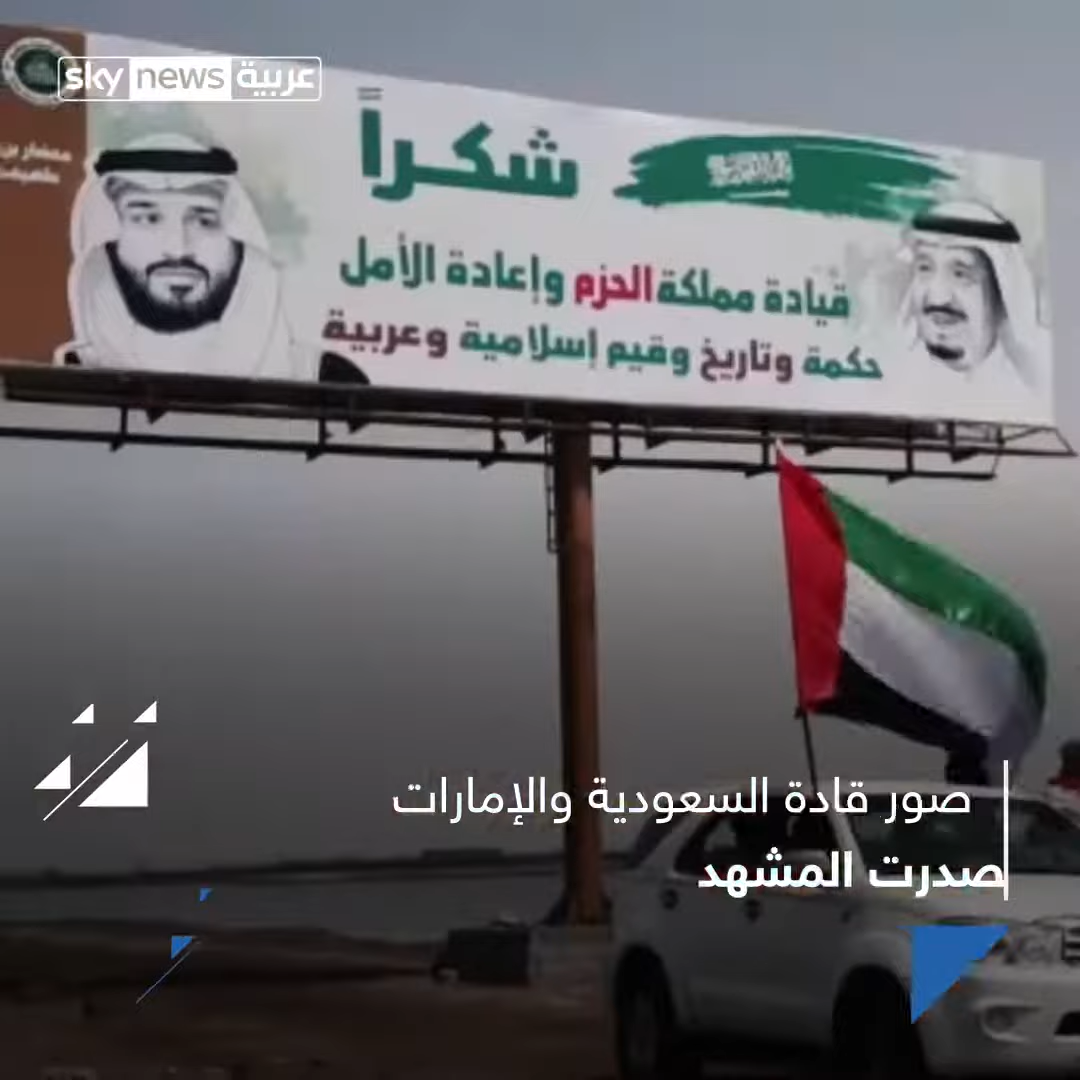 sky news عربية
شكراً
قيادة مملكة الحزم وإعادة الأمل
حكمة وتاريخ وقيم إسلامية وعربية
صور قادة السعودية والإمارات
صدرت المشهد